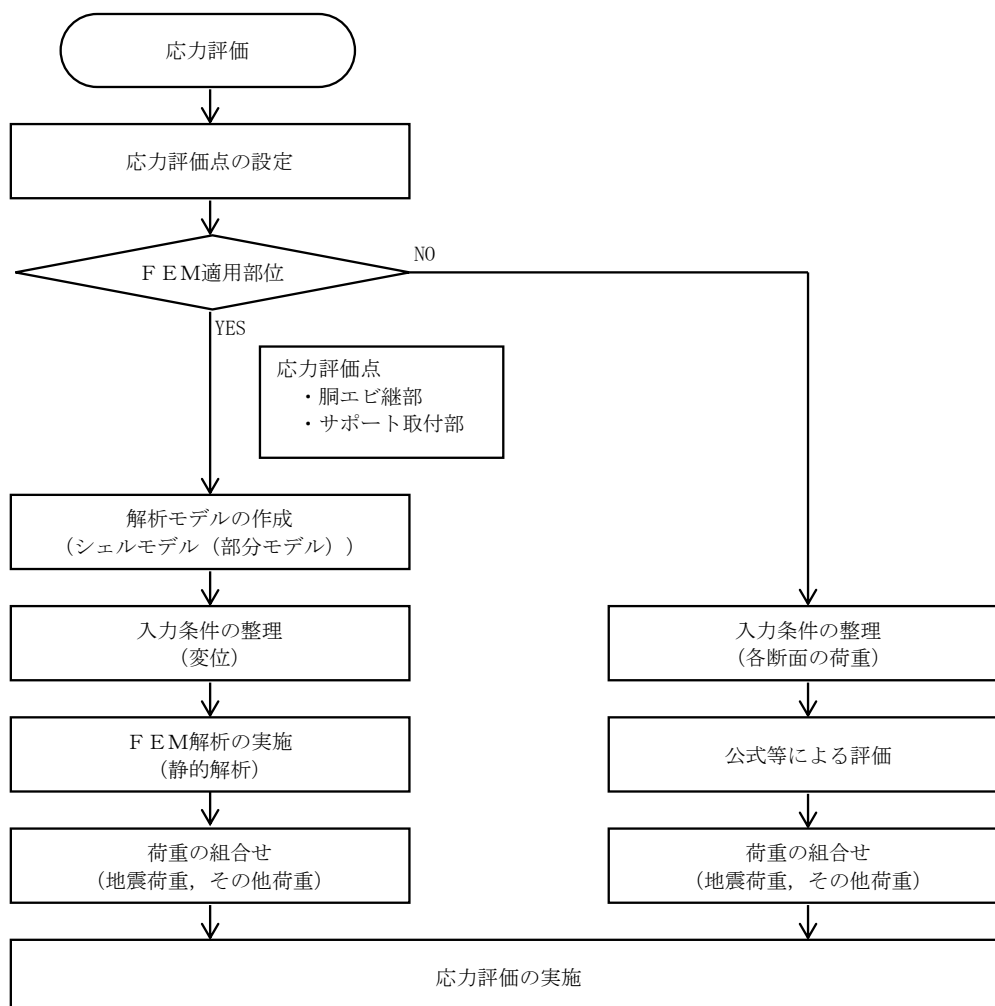 応力評価
応力評価点の設定
ＦＥＭ適用部位
NO
YES
応力評価点
・胴エビ継部
・サポート取付部
解析モデルの作成
（シェルモデル（部分モデル））
入力条件の整理
（変位）
ＦＥＭ解析の実施
（静的解析）
荷重の組合せ
（地震荷重，その他荷重）
入力条件の整理
（各断面の荷重）
公式等による評価
荷重の組合せ
（地震荷重，その他荷重）
応力評価の実施